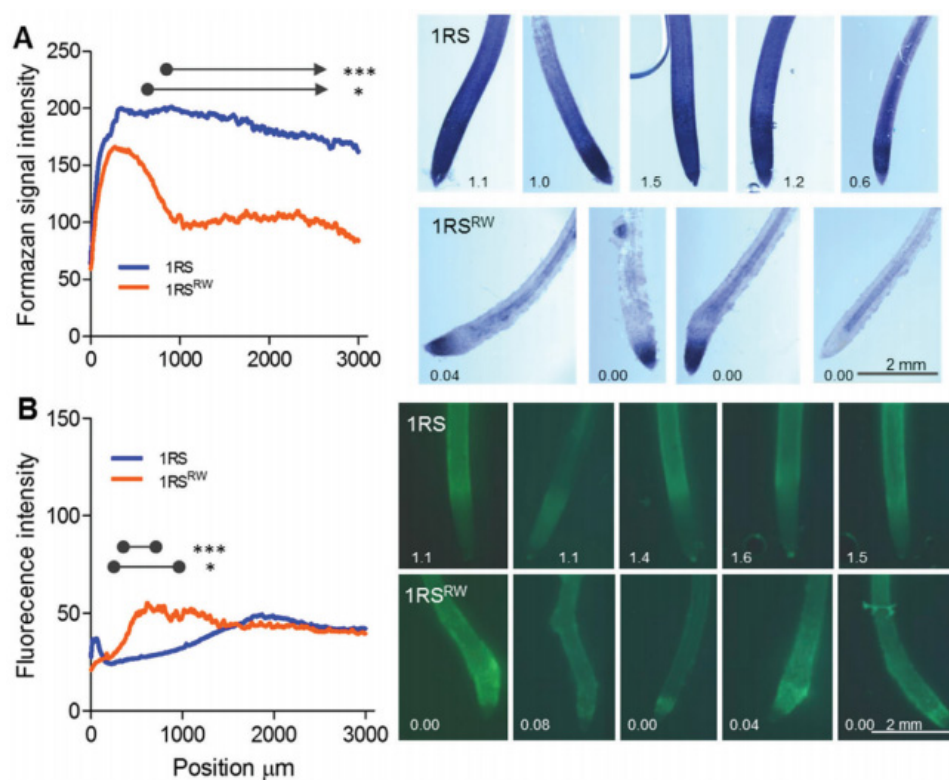 A
Formazan signal intensity
250
200
150
100
50
0
***
*
1RS
1RS^RW
0
1000
2000
3000
1RS
1.1
1.0
1.5
1.2
0.6
1RS^RW
0.04
0.00
0.00
0.00
2 mm
B
Fluorecence intensity
150
100
50
0
1RS
1RS^RW
***
*
0
1000
2000
3000
Position μm
1RS
1.1
1.1
1.4
1.6
1.5
1RS^RW
0.00
0.08
0.00
0.04
0.00
2 mm